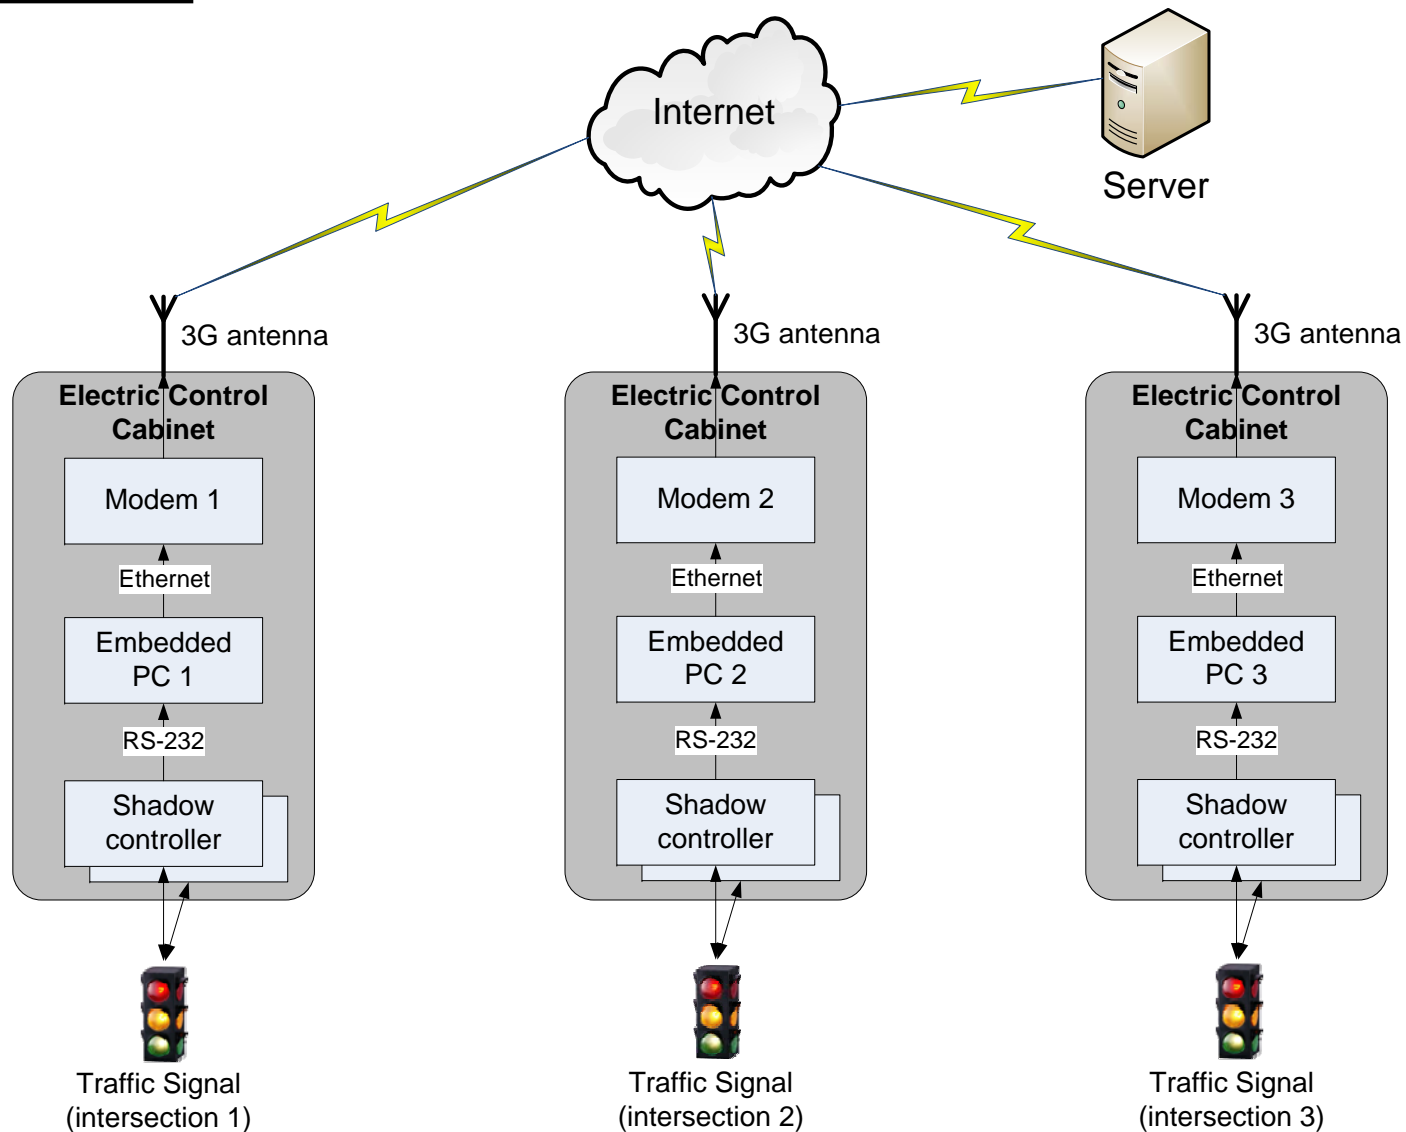 Internet
Server
3G antenna
3G antenna
3G antenna
Electric Control
Cabinet
Modem 1
Ethernet
Embedded
PC 1
RS-232
Shadow
controller
Traffic Signal
(intersection 1)
Electric Control
Cabinet
Modem 2
Ethernet
Embedded
PC 2
RS-232
Shadow
controller
Traffic Signal
(intersection 2)
Electric Control
Cabinet
Modem 3
Ethernet
Embedded
PC 3
RS-232
Shadow
controller
Traffic Signal
(intersection 3)